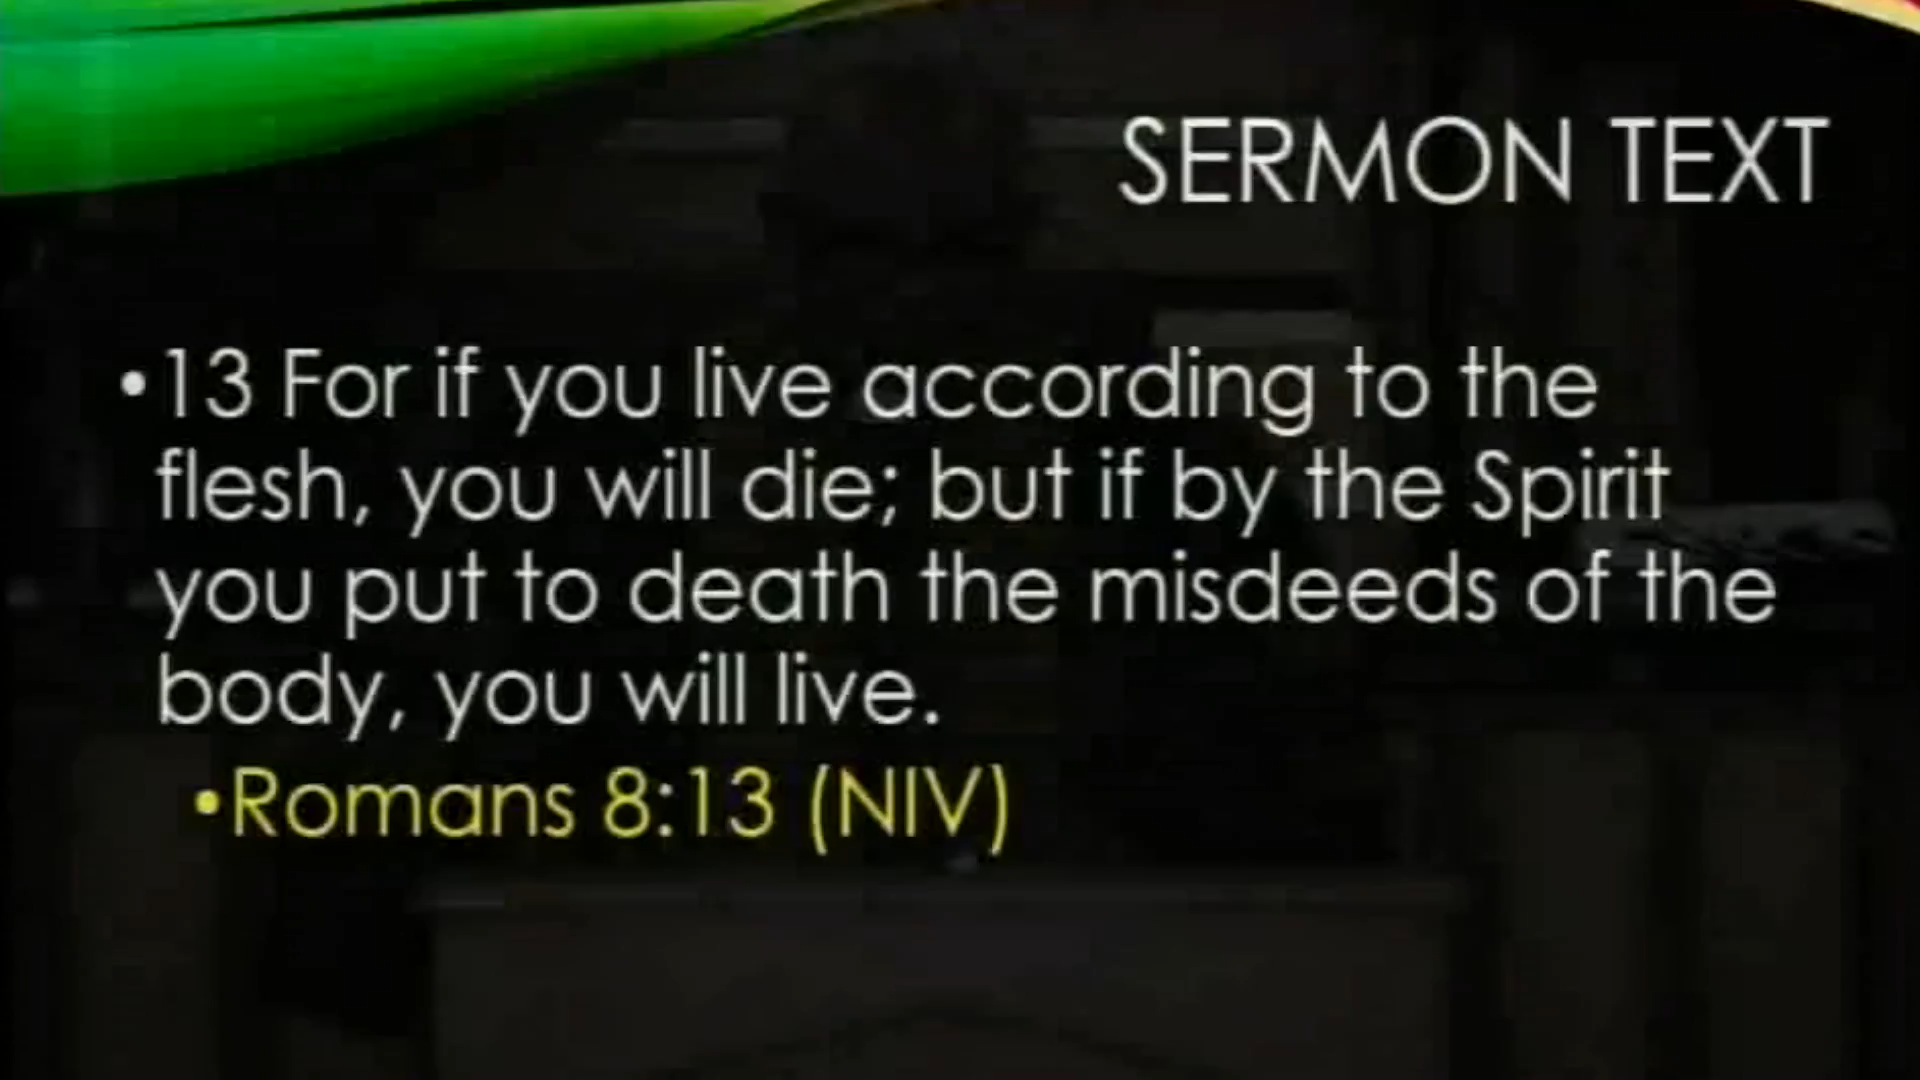 SERMON TEXT
•13 For if you live according to the
flesh, you will die; but if by the Spirit
you put to death the misdeeds of the
body, you will live.
•Romans 8:13 (NIV)